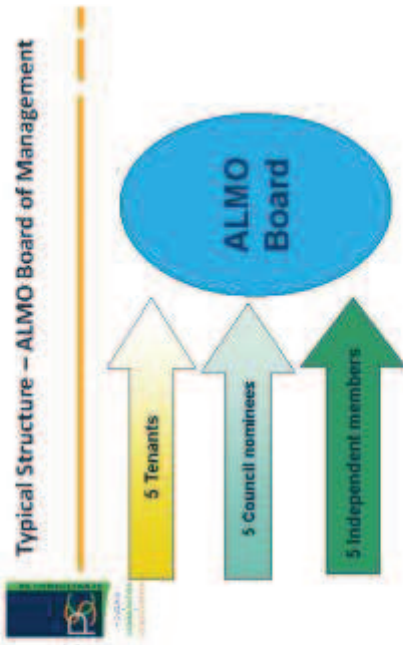 Typical Structure – ALMO Board of Management
5 Tenants
5 Council nominees
5 Independent members
ALMO
Board